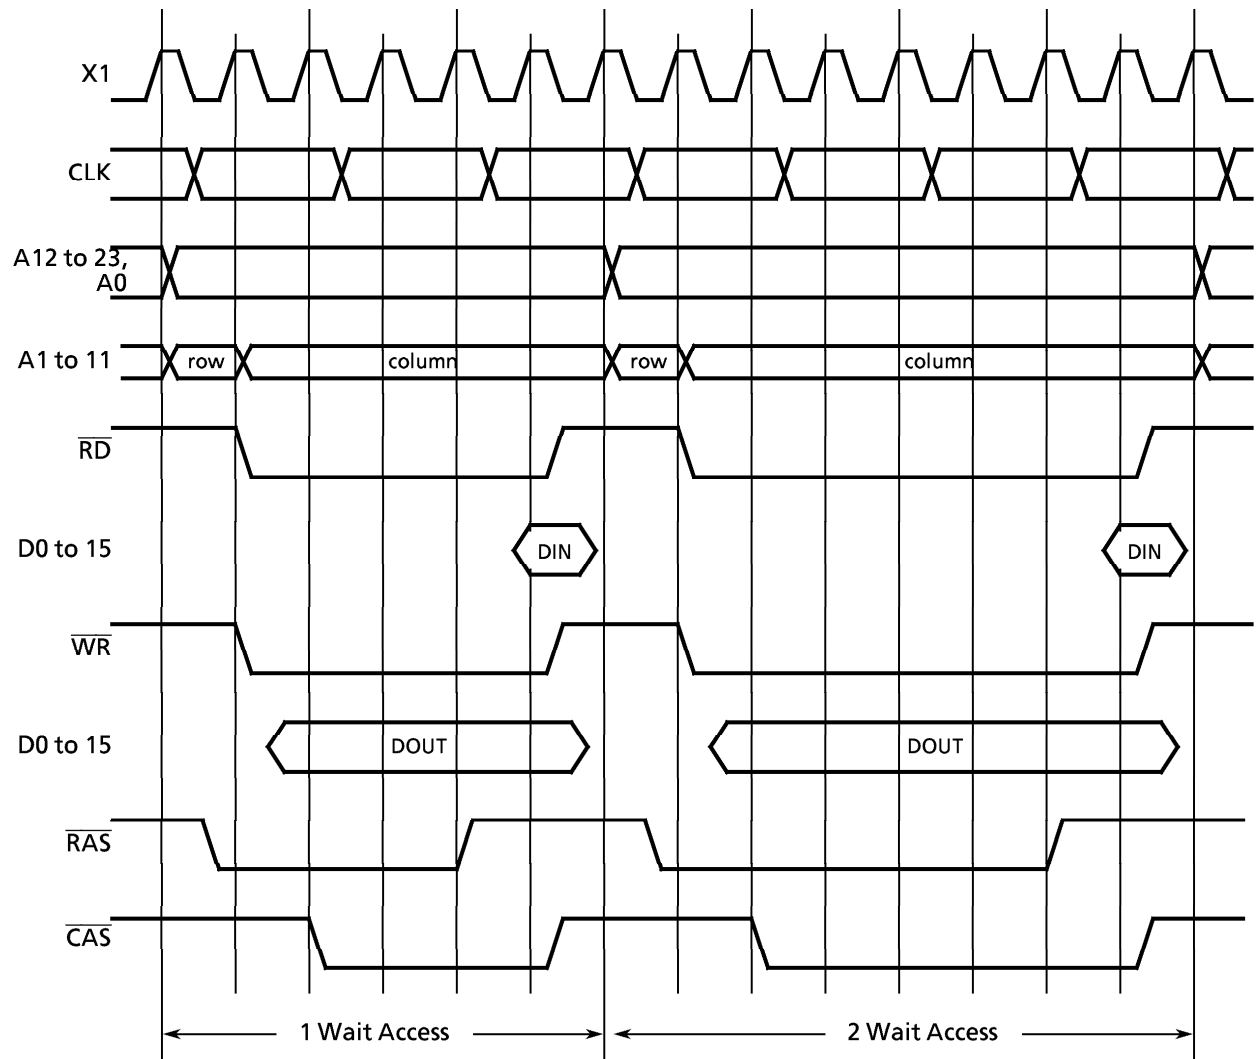 X1
CLK
A12 to 23,
A0
A1 to 11
row
column
row
column
RD
D0 to 15
DIN
DIN
WR
D0 to 15
DOUT
DOUT
RAS
CAS
1 Wait Access
2 Wait Access